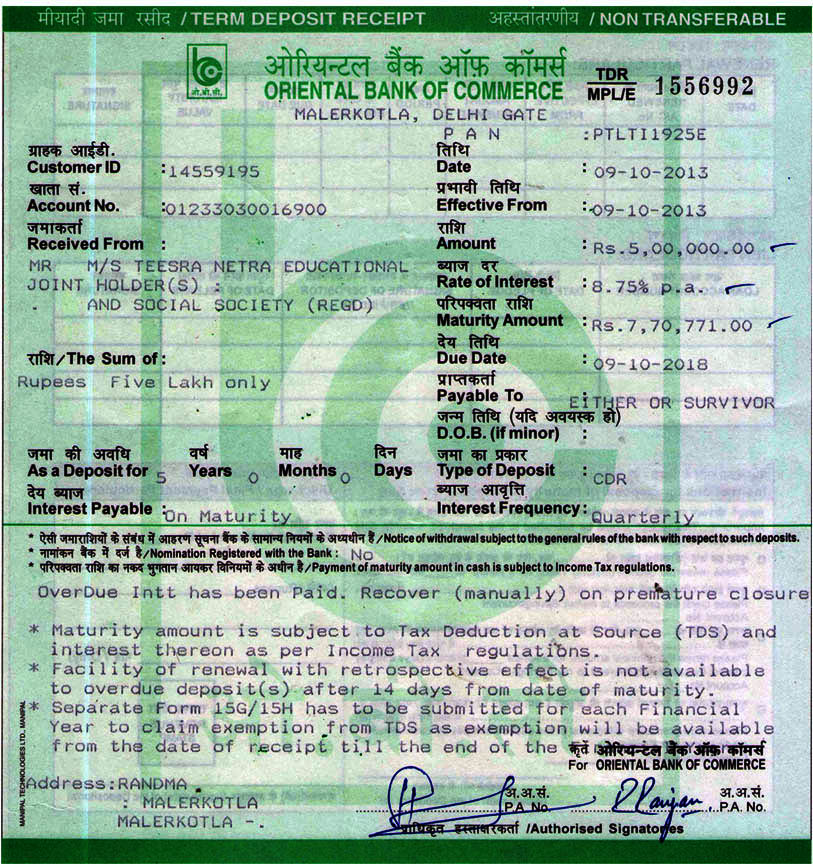 मीयादी जमा रसीद / TERM DEPOSIT RECEIPT अहस्तांतरणीय / NON TRANSFERABLE
ओ.बी.सी.
ओरियन्टल बैंक ऑफ़ कॉमर्स
ORIENTAL BANK OF COMMERCE
TDR
MPL/E 1556992
MALERKOTLA, DELHI GATE
P A N :PTLTI1925E
ग्राहक आईडी.
Customer ID :14559195
तिथि
Date : 09-10-2013
खाता सं.
Account No. :01233030016900
प्रभावी तिथि
Effective From :-09-10-2013
जमाकर्ता
Received From :
राशि
Amount : Rs.5,00,000.00
MR M/S TEESRA NETRA EDUCATIONAL
JOINT HOLDER(S) :
. AND SOCIAL SOCIETY (REGD)
ब्याज दर
Rate of Interest : 8.75% p.a.
परिपक्वता राशि
Maturity Amount : Rs.7,70,771.00
राशि/The Sum of :
Rupees Five Lakh only
देय तिथि
Due Date : 09-10-2018
प्राप्तकर्ता
Payable To : EITHER OR SURVIVOR
जन्म तिथि (यदि अवयस्क हो)
D.O.B. (if minor) :
जमा की अवधि वर्ष माह दिन
As a Deposit for 5 Years 0 Months 0 Days
जमा का प्रकार
Type of Deposit : CDR
देय ब्याज
Interest Payable : On Maturity
ब्याज आवृत्ति
Interest Frequency : Quarterly
* ऐसी जमाराशियों के संबंध में आहरण सूचना बैंक के सामान्य नियमों के अध्यधीन हैं/Notice of withdrawal subject to the general rules of the bank with respect to such deposits.
* नामांकन बैंक में दर्ज है/Nomination Registered with the Bank : No
* परिपक्वता राशि का नकद भुगतान आयकर विनियमों के अधीन है/Payment of maturity amount in cash is subject to Income Tax regulations.
OverDue Intt has been Paid. Recover (manually) on premature closure
* Maturity amount is subject to Tax Deduction at Source (TDS) and
interest thereon as per Income Tax regulations.
* Facility of renewal with retrospective effect is not available
to overdue deposit(s) after 14 days from date of maturity.
* Separate Form 15G/15H has to be submitted for each Financial
Year to claim exemption from TDS as exemption will be available
from the date of receipt till the end of the
कृते ओरियन्टल बैंक ऑफ़ कॉमर्स
For ORIENTAL BANK OF COMMERCE
Address:RANDMA
: MALERKOTLA
MALERKOTLA -.
अ.अ.सं. अ.अ.सं.
P.A. No. P.A. No.
प्राधिकृत हस्ताक्षरकर्ता /Authorised Signatories
MANIPAL TECHNOLOGIES LTD., MANIPAL